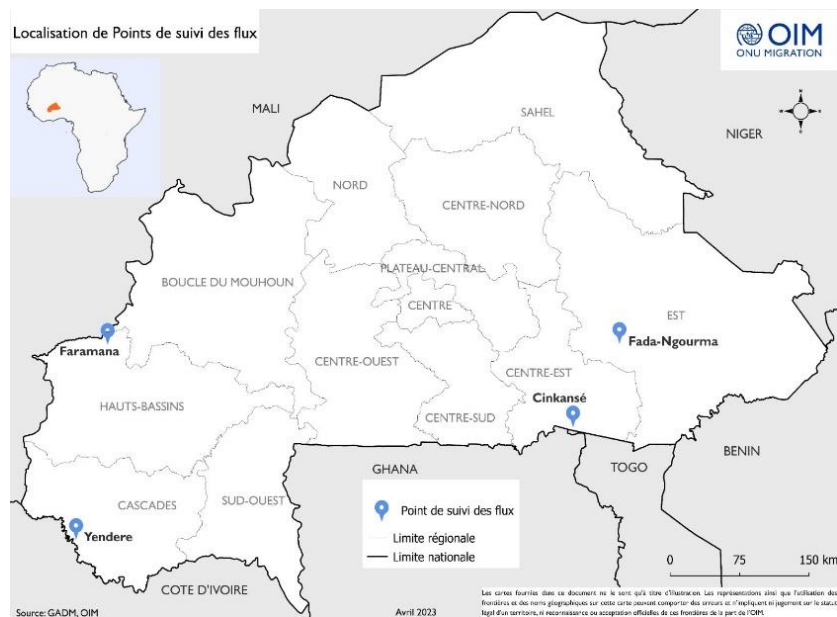 Localisation de Points de suivi des flux
OIM
ONU MIGRATION
MALI
SAHEL
NIGER
NORD
CENTRE-NORD
BOUCLE DU MOUHOUN
PLATEAU-CENTRAL
CENTRE
EST
Faramana
Fada-Ngourma
CENTRE-OUEST
CENTRE-EST
HAUTS-BASSINS
Cinkansé
CENTRE-SUD
BENIN
GHANA
TOGO
CASCADES
SUD-OUEST
Point de suivi des flux
Yendere
Limite régionale
Limite nationale
0 75 150 km
COTE D'IVOIRE
Les cartes fournies dans ce document ne le sont qu'à titre d'illustration. Les représentations ainsi que l'utilisation des
frontières et des noms géographiques sur cette carte peuvent comporter des erreurs et n'impliquent ni jugement sur le statut
légal d'un territoire, ni reconnaissance ou acceptation officielles de ces frontières de la part de l'OIM.
Source: GADM, OIM
Avril 2023